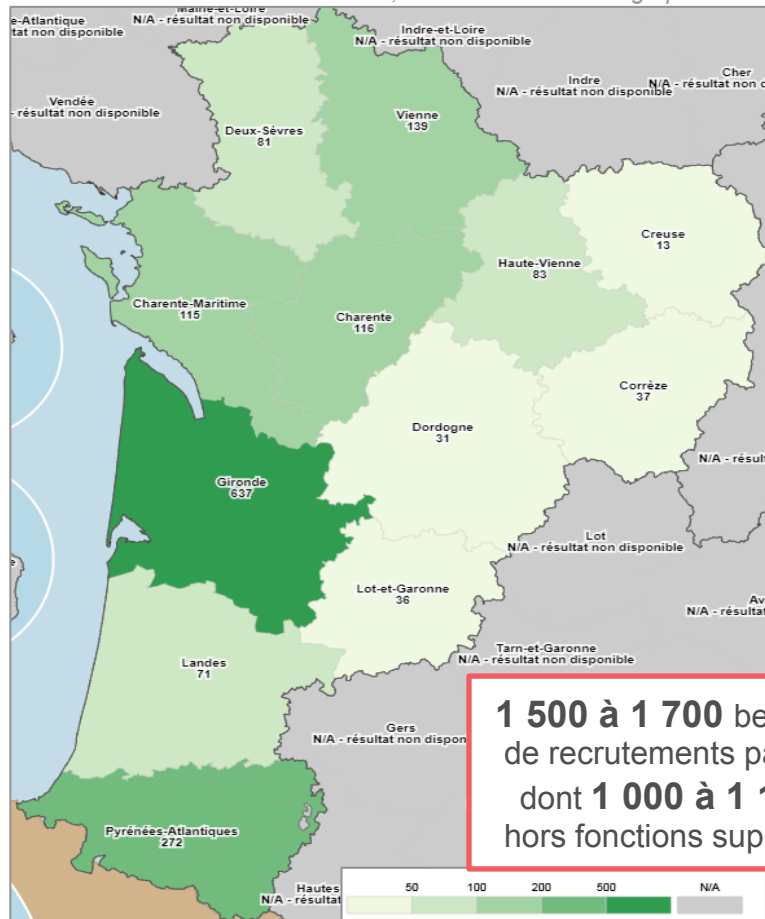 Maine-et-Loire
N/A - résultat non disponible
Indre-et-Loire
N/A - résultat non disponible
e-Atlantique
tat non disponible
Indre
N/A - résultat non disponible
Cher
N/A - résultat non d
Vendée
- résultat non disponible
Deux-Sèvres
81
Vienne
139
Creuse
13
Haute-Vienne
83
Charente-Maritime
115
Charente
116
Corrèze
37
Dordogne
31
N/A - résult
Gironde
637
Lot
N/A - résultat non disponible
Lot-et-Garonne
36
Av
N/A - résultat
Tarn-et-Garonne
N/A - résultat non disponible
Landes
71
Gers
N/A - résultat non dispon
1 500 à 1 700 be
de recrutements pa
dont 1 000 à 1 1
hors fonctions sup
Pyrénées-Atlantiques
272
Hautes
N/A - résultat
50 100 200 500 N/A